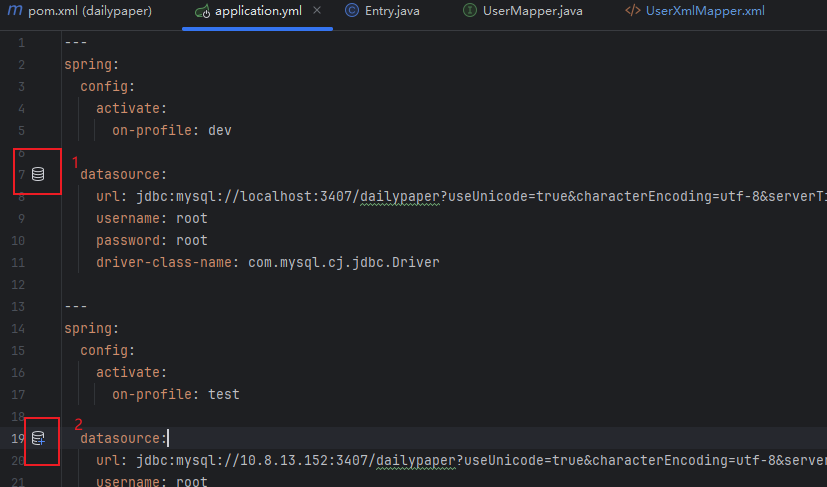 pom.xml (dailypaper) application.yml Entry.java UserMapper.java UserXmlMapper.xml
1 ---
2 spring:
3 config:
4 activate:
5 on-profile: dev
6
1
7 datasource:
8 url: jdbc:mysql://localhost:3407/dailypaper?useUnicode=true&characterEncoding=utf-8&serverTi
9 username: root
10 password: root
11 driver-class-name: com.mysql.cj.jdbc.Driver
12
13 ---
14 spring:
15 config:
16 activate:
17 on-profile: test
18
2
19 datasource:
20 url: jdbc:mysql://10.8.13.152:3407/dailypaper?useUnicode=true&characterEncoding=utf-8&server
21 username: root